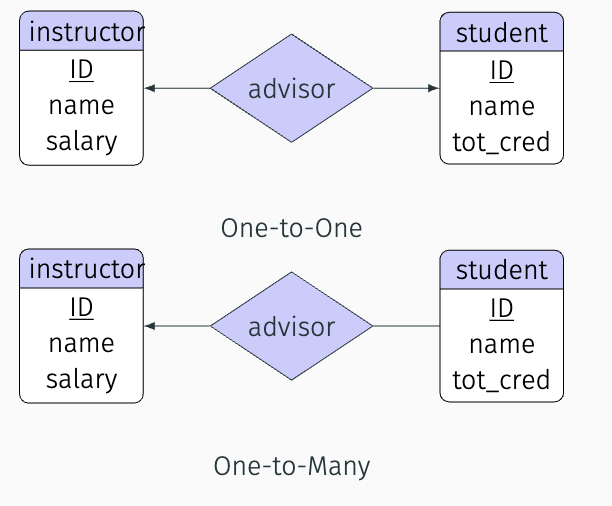 instructor
ID
name
salary
advisor
student
ID
name
tot_cred
One-to-One
instructor
ID
name
salary
advisor
student
ID
name
tot_cred
One-to-Many